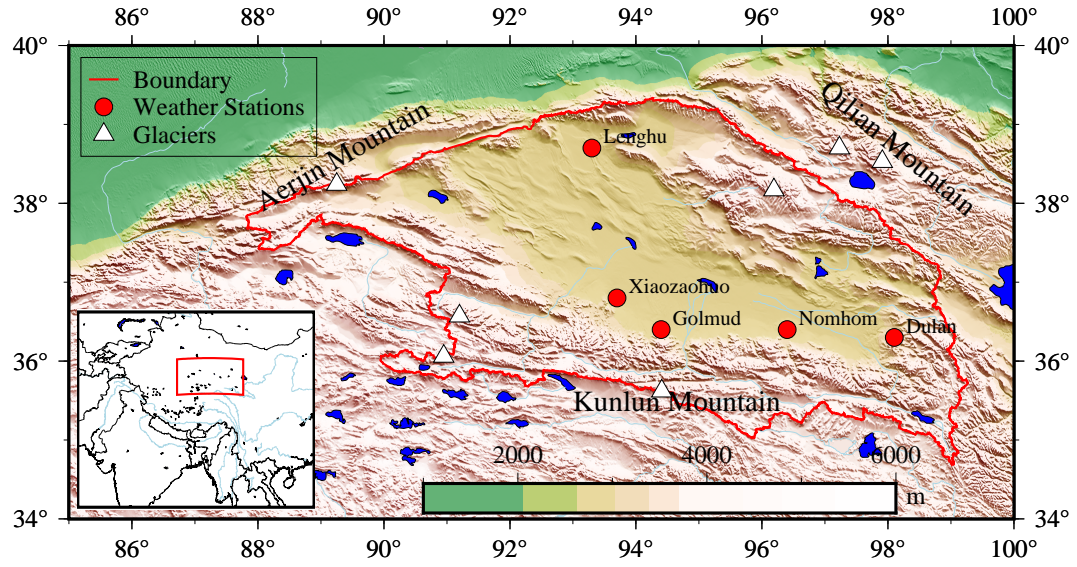 86° 88° 90° 92° 94° 96° 98° 100°
40° 40°
Boundary
Weather Stations
Glaciers
Qilian Mountain
Aerjin Mountain
Lenghu
38° 38°
Xiaozaohuo
Golmud
Nomhom
Dulan
36° 36°
Kunlun Mountain
2000 4000 6000
m
34° 34°
86° 88° 90° 92° 94° 96° 98° 100°